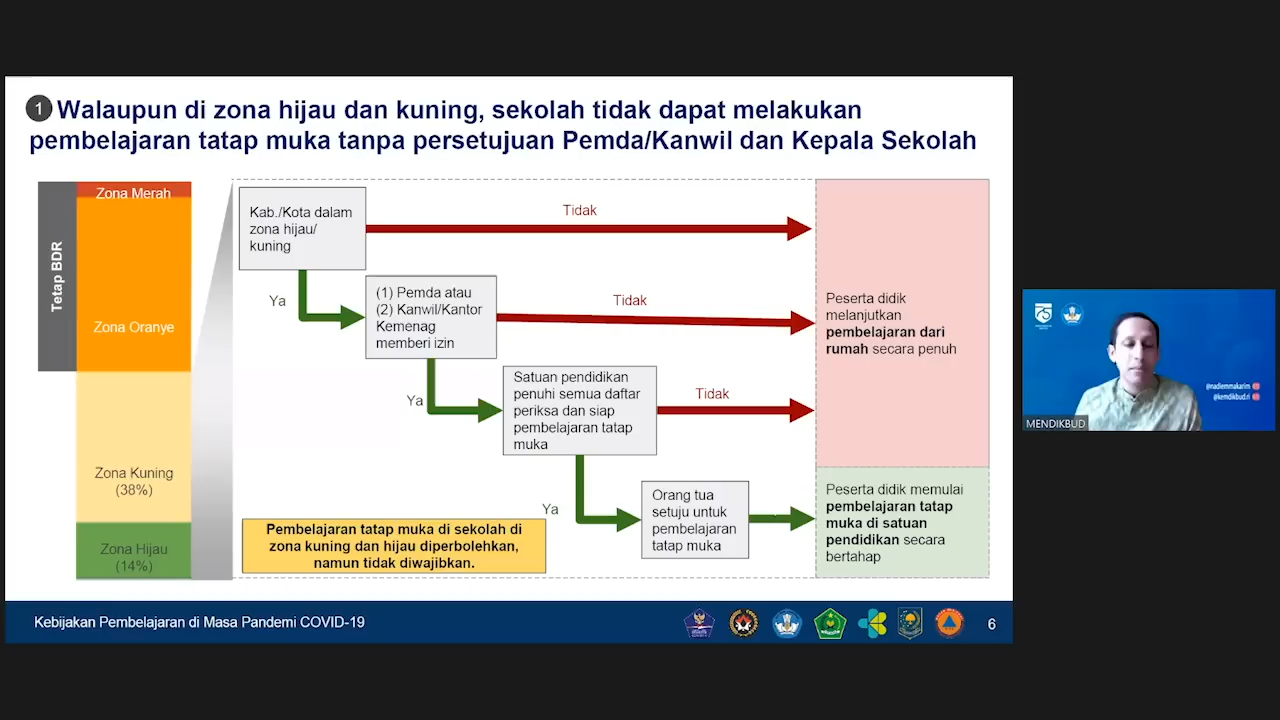 1 Walaupun di zona hijau dan kuning, sekolah tidak dapat melakukan
pembelajaran tatap muka tanpa persetujuan Pemda/Kanwil dan Kepala Sekolah
Tetap BDR
Zona Merah
Zona Oranye
Zona Kuning
(38%)
Zona Hijau
(14%)
Kab./Kota dalam
zona hijau/
kuning
Tidak
Ya
(1) Pemda atau
(2) Kanwil/Kantor
Kemenag
memberi izin
Tidak
Ya
Satuan pendidikan
penuhi semua daftar
periksa dan siap
pembelajaran tatap
muka
Tidak
Ya
Orang tua
setuju untuk
pembelajaran
tatap muka
Peserta didik
melanjutkan
pembelajaran dari
rumah secara penuh
Peserta didik memulai
pembelajaran tatap
muka di satuan
pendidikan secara
bertahap
Pembelajaran tatap muka di sekolah di
zona kuning dan hijau diperbolehkan,
namun tidak diwajibkan.
Kebijakan Pembelajaran di Masa Pandemi COVID-19
6
75
@nadiemmakarim
@kemdikbud.ri
MENDIKBUD